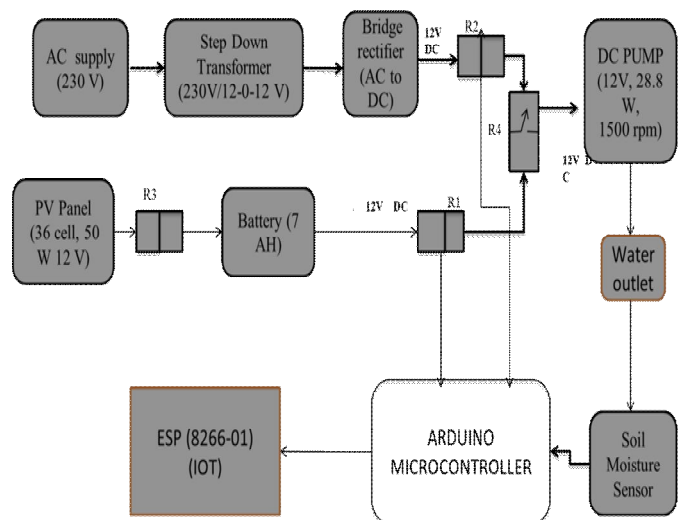 AC supply
(230 V)
Step Down
Transformer
(230V/12-0-12 V)
Bridge
rectifier
(AC to
DC)
12V
DC
R2
R4
DC PUMP
(12V, 28.8
W,
1500 rpm)
12V D
C
PV Panel
(36 cell, 50
W 12 V)
R3
Battery (7
AH)
12V DC
R1
Water
outlet
ESP (8266-01)
(IOT)
ARDUINO
MICROCONTROLLER
Soil
Moisture
Sensor